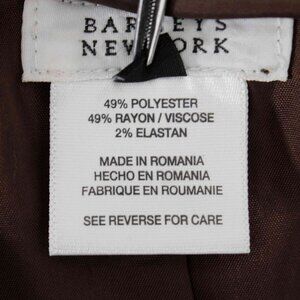 BARNEYS
NEW YORK
49% POLYESTER
49% RAYON / VISCOSE
2% ELASTAN
MADE IN ROMANIA
HECHO EN ROMANIA
FABRIQUE EN ROUMANIE
SEE REVERSE FOR CARE